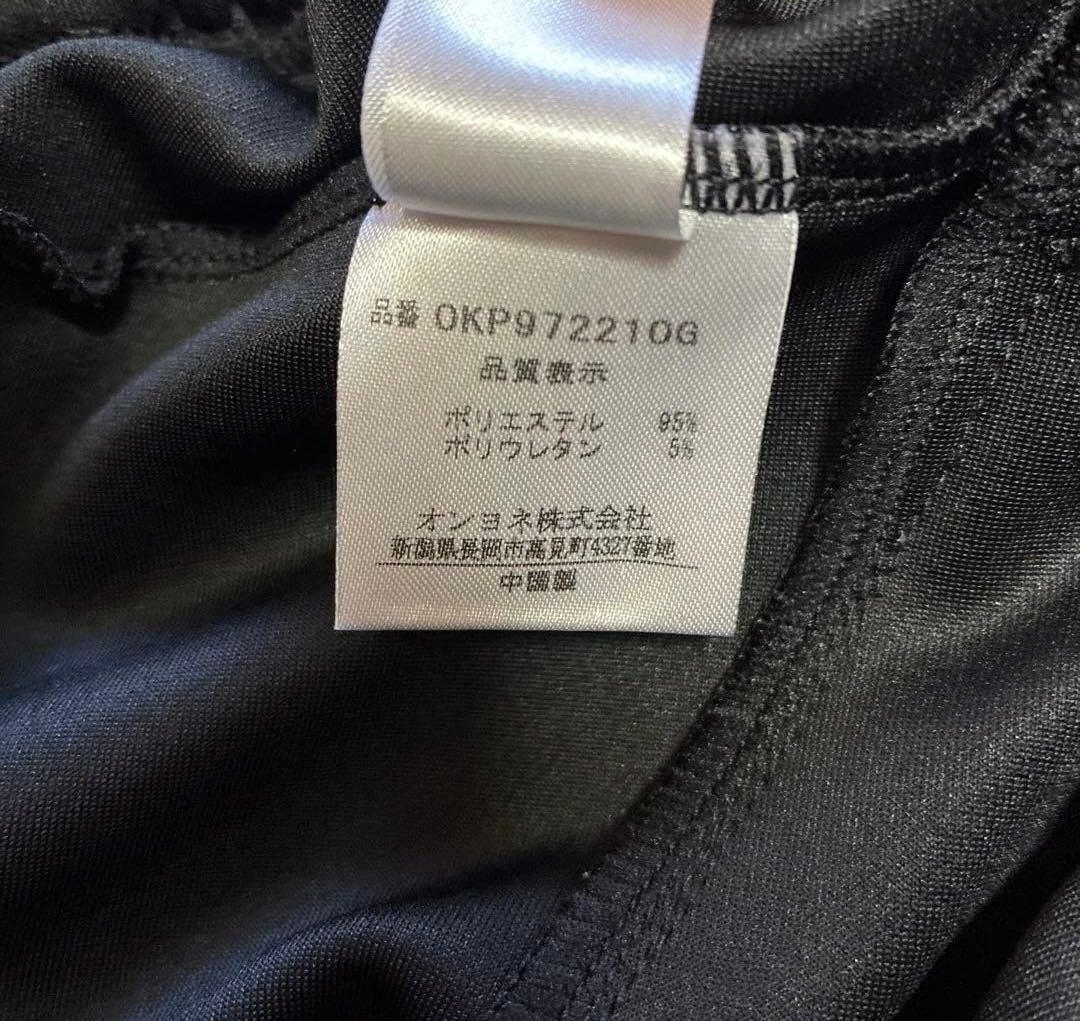 品番 OKP972210G
品質表示
ポリエステル 95%
ポリウレタン 5%
オンヨネ株式会社
新潟県長岡市高見町4327番地
中国製